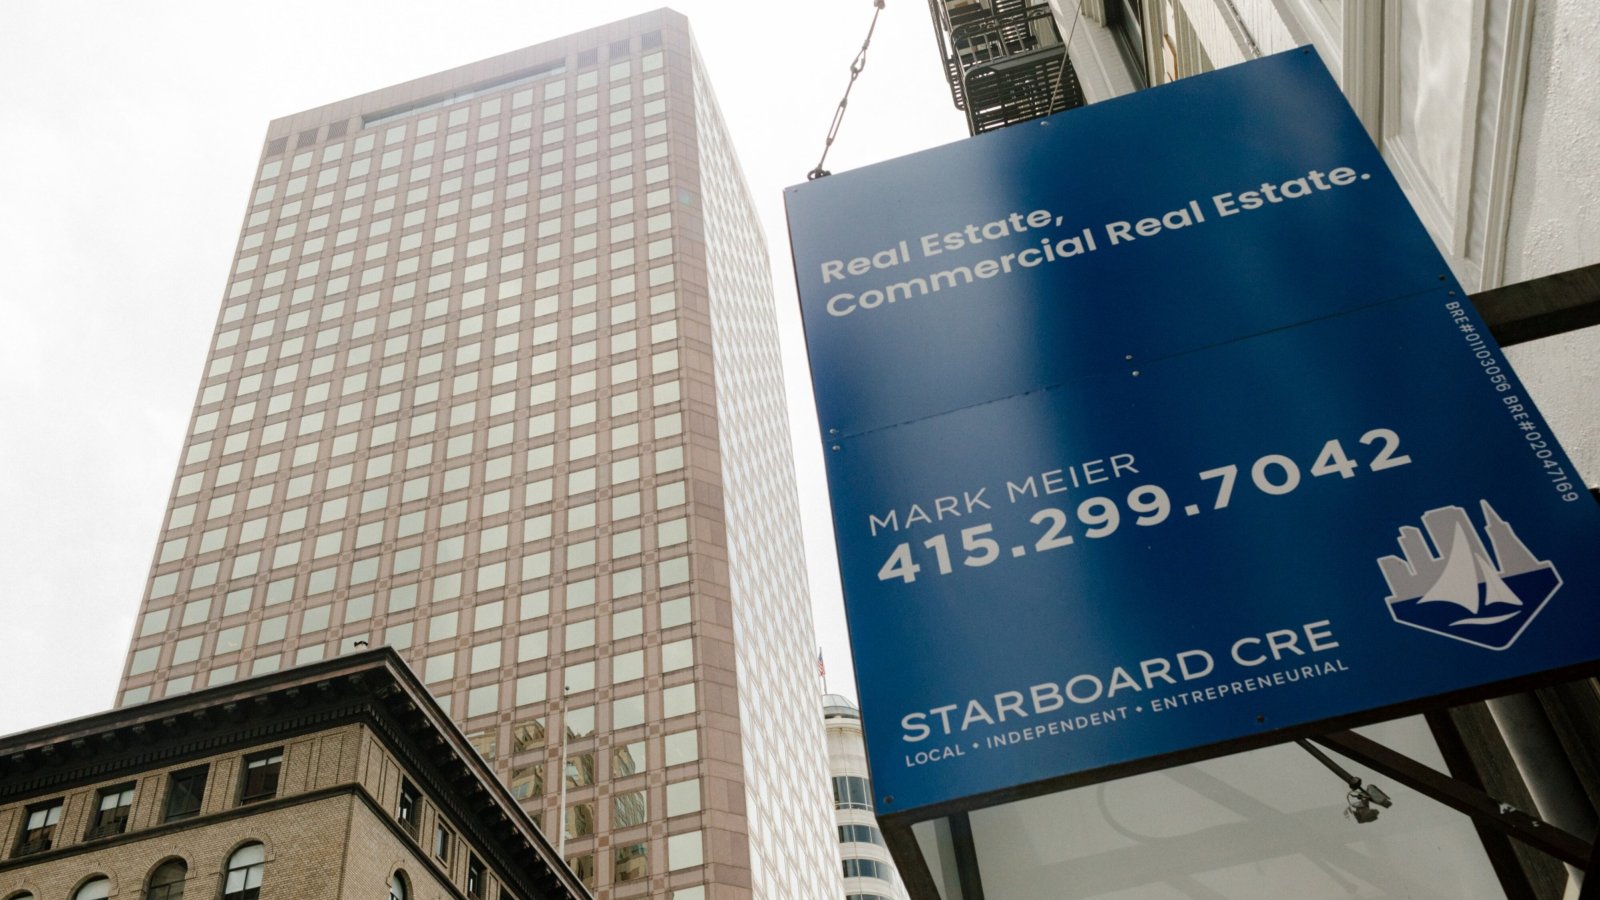 Real Estate,
Commercial Real Estate.
BRE#01103056 BRE#02047169
MARK MEIER
415.299.7042
STARBOARD CRE
LOCAL • INDEPENDENT • ENTREPRENEURIAL